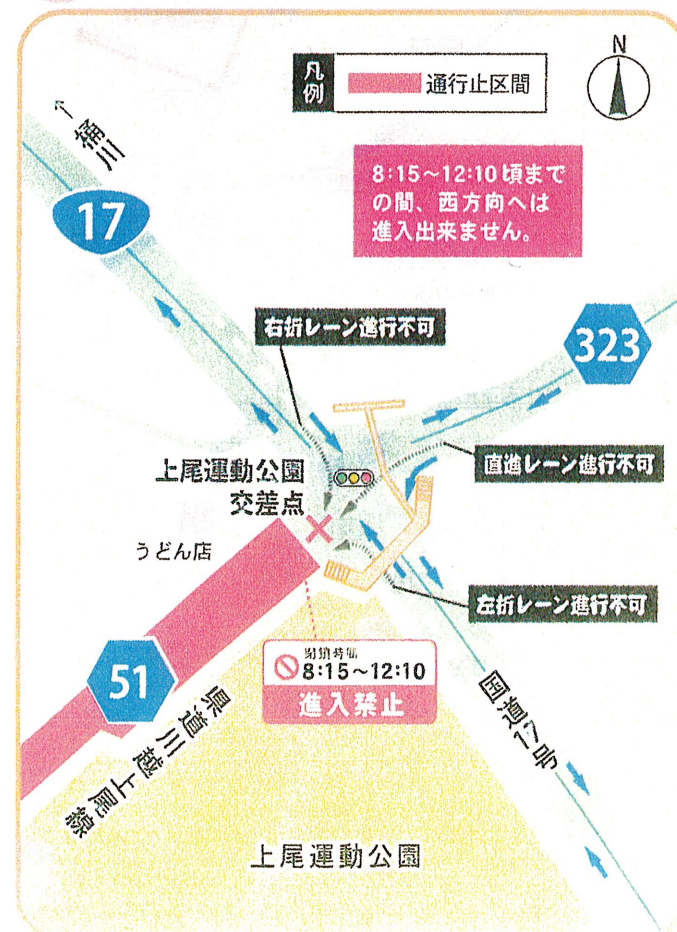 凡例
通行止区間
N
8:15～12:10頃まで
の間、西方向へは
進入出来ません。
↑桶川
17
右折レーン進行不可
323
直進レーン進行不可
上尾運動公園
交差点
うどん店
左折レーン進行不可
閉鎖時間
8:15～12:10
進入禁止
51
県道川越上尾線
国道17号
上尾運動公園